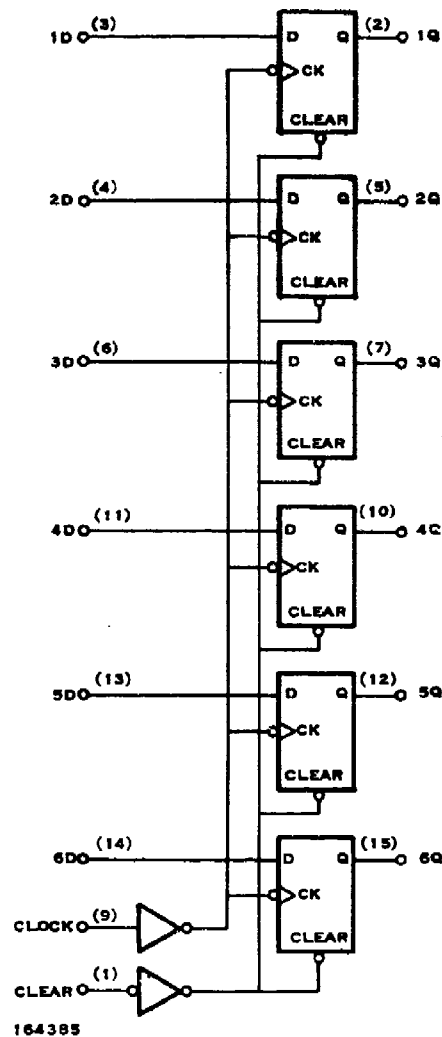 1D (3) D Q (2) 1Q
CK
CLEAR
2D (4) D Q (5) 2Q
CK
CLEAR
3D (6) D Q (7) 3Q
CK
CLEAR
4D (11) D Q (10) 4Q
CK
CLEAR
5D (13) D Q (12) 5Q
CK
CLEAR
6D (14) D Q (15) 6Q
CK
CLOCK (9)
CLEAR
CLEAR (1)
164385